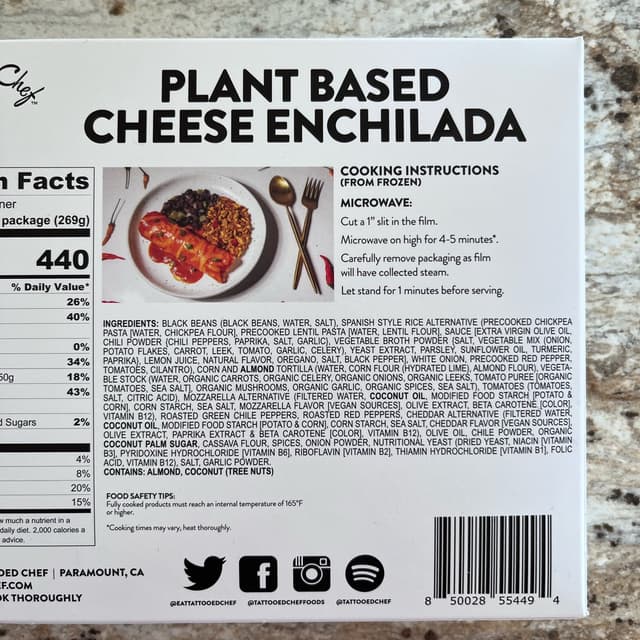 Chef™
PLANT BASED
CHEESE ENCHILADA
n Facts
ner
package (269g)
440
% Daily Value*
26%
40%
0%
34%
50g 18%
43%
d Sugars 2%
4%
8%
20%
15%
w much a nutrient in a
daily diet. 2,000 calories a
advice.
COOKING INSTRUCTIONS
(FROM FROZEN)
MICROWAVE:
Cut a 1" slit in the film.
Microwave on high for 4-5 minutes*.
Carefully remove packaging as film
will have collected steam.
Let stand for 1 minutes before serving.
INGREDIENTS: BLACK BEANS (BLACK BEANS, WATER, SALT), SPANISH STYLE RICE ALTERNATIVE (PRECOOKED CHICKPEA
PASTA [WATER, CHICKPEA FLOUR], PRECOOKED LENTIL PASTA [WATER, LENTIL FLOUR], SAUCE [EXTRA VIRGIN OLIVE OIL,
CHILI POWDER (CHILI PEPPERS, PAPRIKA, SALT, GARLIC), VEGETABLE BROTH POWDER (SALT, VEGETABLE MIX (ONION,
POTATO FLAKES, CARROT, LEEK, TOMATO, GARLIC, CELERY), YEAST EXTRACT, PARSLEY, SUNFLOWER OIL, TURMERIC,
PAPRIKA), LEMON JUICE, NATURAL FLAVOR, OREGANO, SALT, BLACK PEPPER], WHITE ONION, PRECOOKED RED PEPPER,
TOMATOES, CILANTRO), CORN AND ALMOND TORTILLA (WATER, CORN FLOUR (HYDRATED LIME), ALMOND FLOUR), VEGETA-
BLE STOCK (WATER, ORGANIC CARROTS, ORGANIC CELERY, ORGANIC ONIONS, ORGANIC LEEKS, TOMATO PUREE [ORGANIC
TOMATOES, SEA SALT], ORGANIC MUSHROOMS, ORGANIC GARLIC, ORGANIC SPICES, SEA SALT), TOMATOES (TOMATOES,
SALT, CITRIC ACID), MOZZARELLA ALTERNATIVE (FILTERED WATER, COCONUT OIL, MODIFIED FOOD STARCH [POTATO &
CORN], CORN STARCH, SEA SALT, MOZZARELLA FLAVOR [VEGAN SOURCES], OLIVE EXTRACT, BETA CAROTENE [COLOR],
VITAMIN B12), ROASTED GREEN CHILE PEPPERS, ROASTED RED PEPPERS, CHEDDAR ALTERNATIVE (FILTERED WATER,
COCONUT OIL, MODIFIED FOOD STARCH [POTATO & CORN], CORN STARCH, SEA SALT, CHEDDAR FLAVOR [VEGAN SOURCES],
OLIVE EXTRACT, PAPRIKA EXTRACT & BETA CAROTENE [COLOR], VITAMIN B12), OLIVE OIL, CHILE POWDER, ORGANIC
COCONUT PALM SUGAR, CASSAVA FLOUR, SPICES, ONION POWDER, NUTRITIONAL YEAST (DRIED YEAST, NIACIN [VITAMIN
B3], PYRIDOXINE HYDROCHLORIDE [VITAMIN B6], RIBOFLAVIN [VITAMIN B2], THIAMIN HYDROCHLORIDE [VITAMIN B1], FOLIC
ACID, VITAMIN B12), SALT, GARLIC POWDER.
CONTAINS: ALMOND, COCONUT (TREE NUTS)
FOOD SAFETY TIPS:
Fully cooked products must reach an internal temperature of 165°F
or higher.
*Cooking times may vary, heat thoroughly.
OED CHEF | PARAMOUNT, CA
EF.COM
OK THOROUGHLY
@EATTATTOOEDCHEF @TATTOOEDCHEFFOODS @TATTOOEDCHEF
8 50028 55449 4